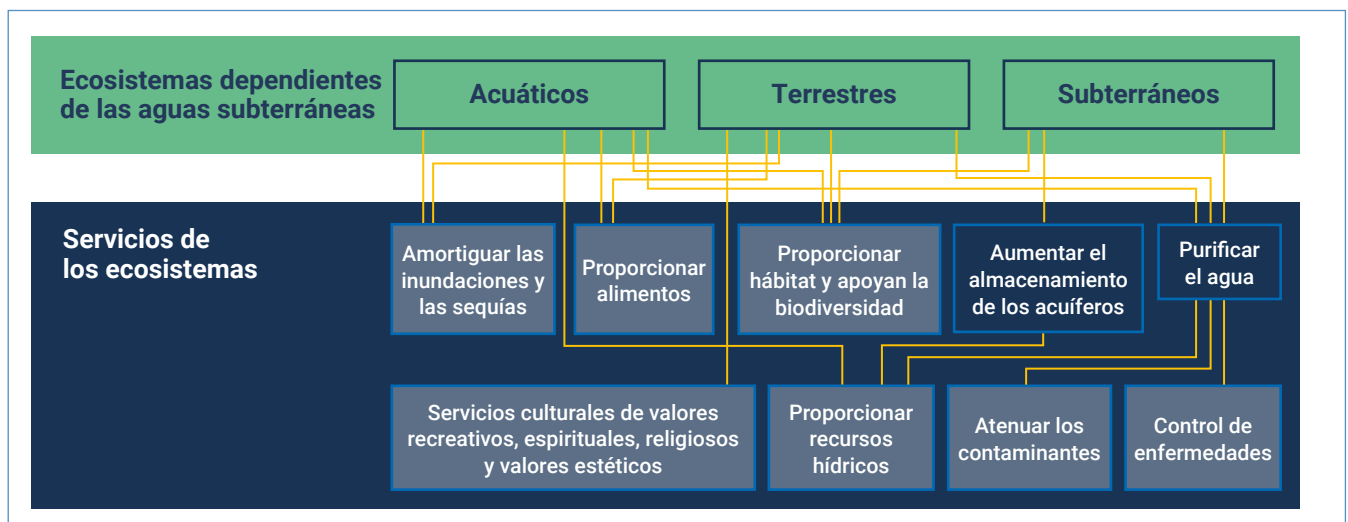 Ecosistemas dependientes
de las aguas subterráneas
Acuáticos
Terrestres
Subterráneos
Servicios de
los ecosistemas
Amortiguar las
inundaciones y
las sequías
Proporcionar
alimentos
Proporcionar
hábitat y apoyan la
biodiversidad
Aumentar el
almacenamiento
de los acuíferos
Purificar
el agua
Servicios culturales de valores
recreativos, espirituales, religiosos
y valores estéticos
Proporcionar
recursos
hídricos
Atenuar los
contaminantes
Control de
enfermedades